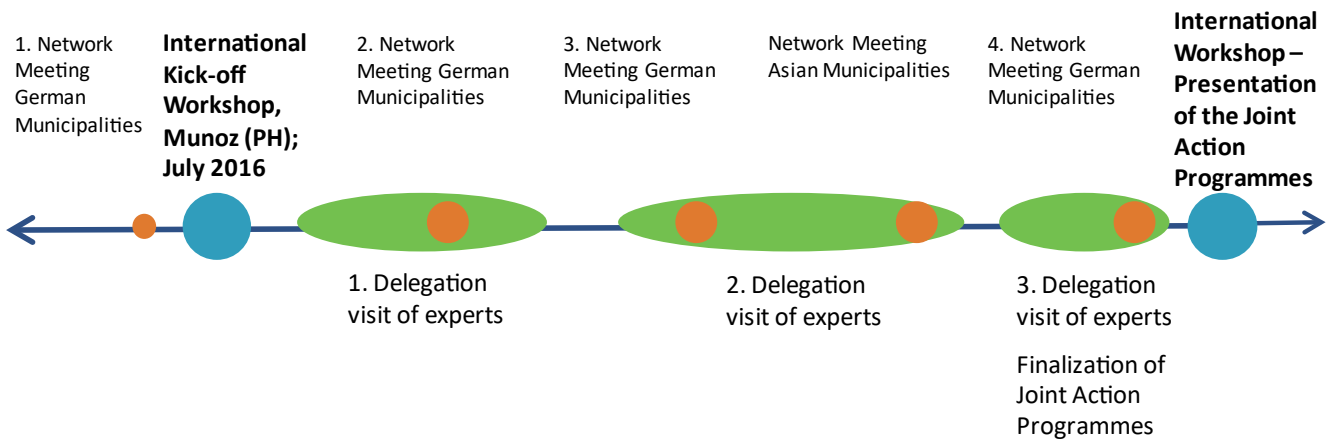 1. Network
Meeting
German
Municipalities
International
Kick-off
Workshop,
Munoz (PH);
July 2016
2. Network
Meeting German
Municipalities
3. Network
Meeting German
Municipalities
Network Meeting
Asian Municipalities
4. Network
Meeting German
Municipalities
International
Workshop –
Presentation
of the Joint
Action
Programmes
1. Delegation
visit of experts
2. Delegation
visit of experts
3. Delegation
visit of experts
Finalization of
Joint Action
Programmes